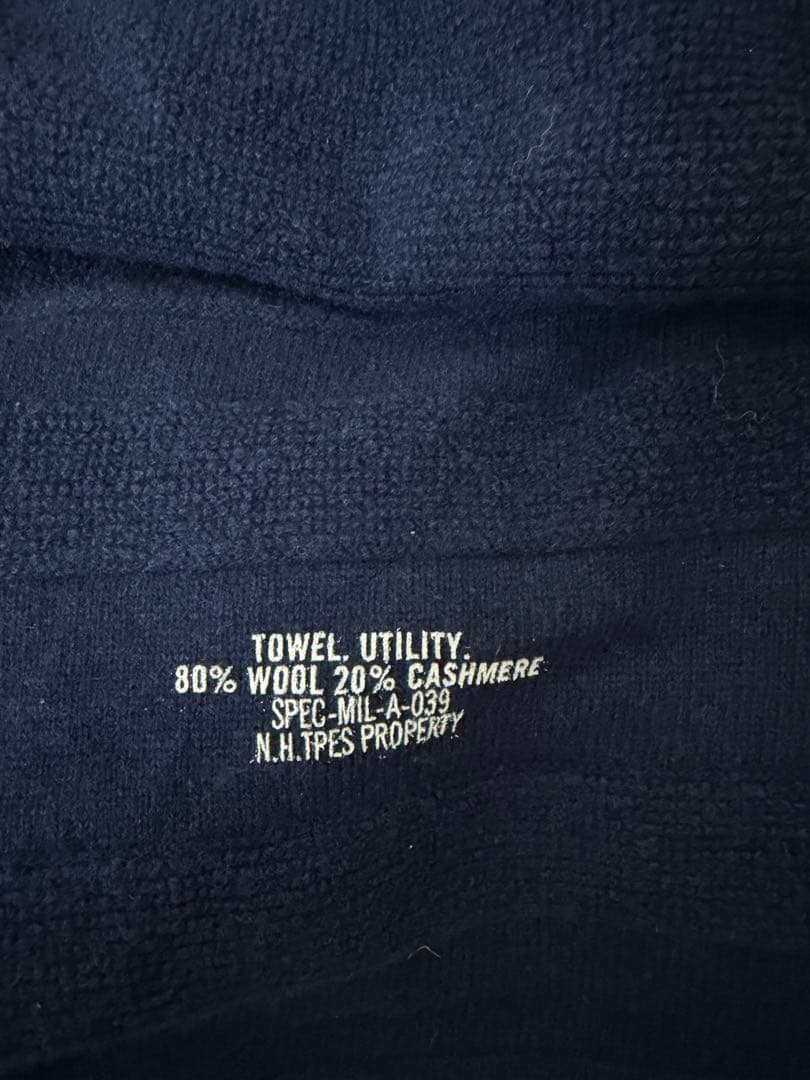 TOWEL, UTILITY.
80% WOOL 20% CASHMERE
SPEC-MIL-A-039
N.H.TPES PROPERTY